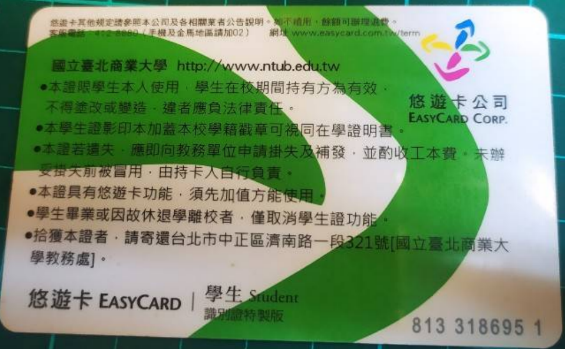 悠遊卡其他規定請參照本公司及各相關業者公告說明。如不續用、餘額可辦理退費。
客服電話：412-8880（手機及金馬地區請加02） 網址 www.easycard.com.tw/term
國立臺北商業大學 http://www.ntub.edu.tw
●本證限學生本人使用，學生在校期間持有方為有效，
不得塗改或變造，違者應負法律責任。
●本學生證影印本加蓋本校學籍戳章可視同在學證明書。
●本證若遺失，應即向教務單位申請掛失及補發，並酌收工本費。未辦
妥掛失前被冒用，由持卡人自行負責。
●本證具有悠遊卡功能，須先加值方能使用。
●學生畢業或因故休退學離校者，僅取消學生證功能。
●拾獲本證者，請寄還台北市中正區濟南路一段321號[國立臺北商業大
學教務處]。
悠遊卡公司
EASYCARD CORP.
悠遊卡 EASYCARD | 學生 Student
識別證特製版
813 318695 1